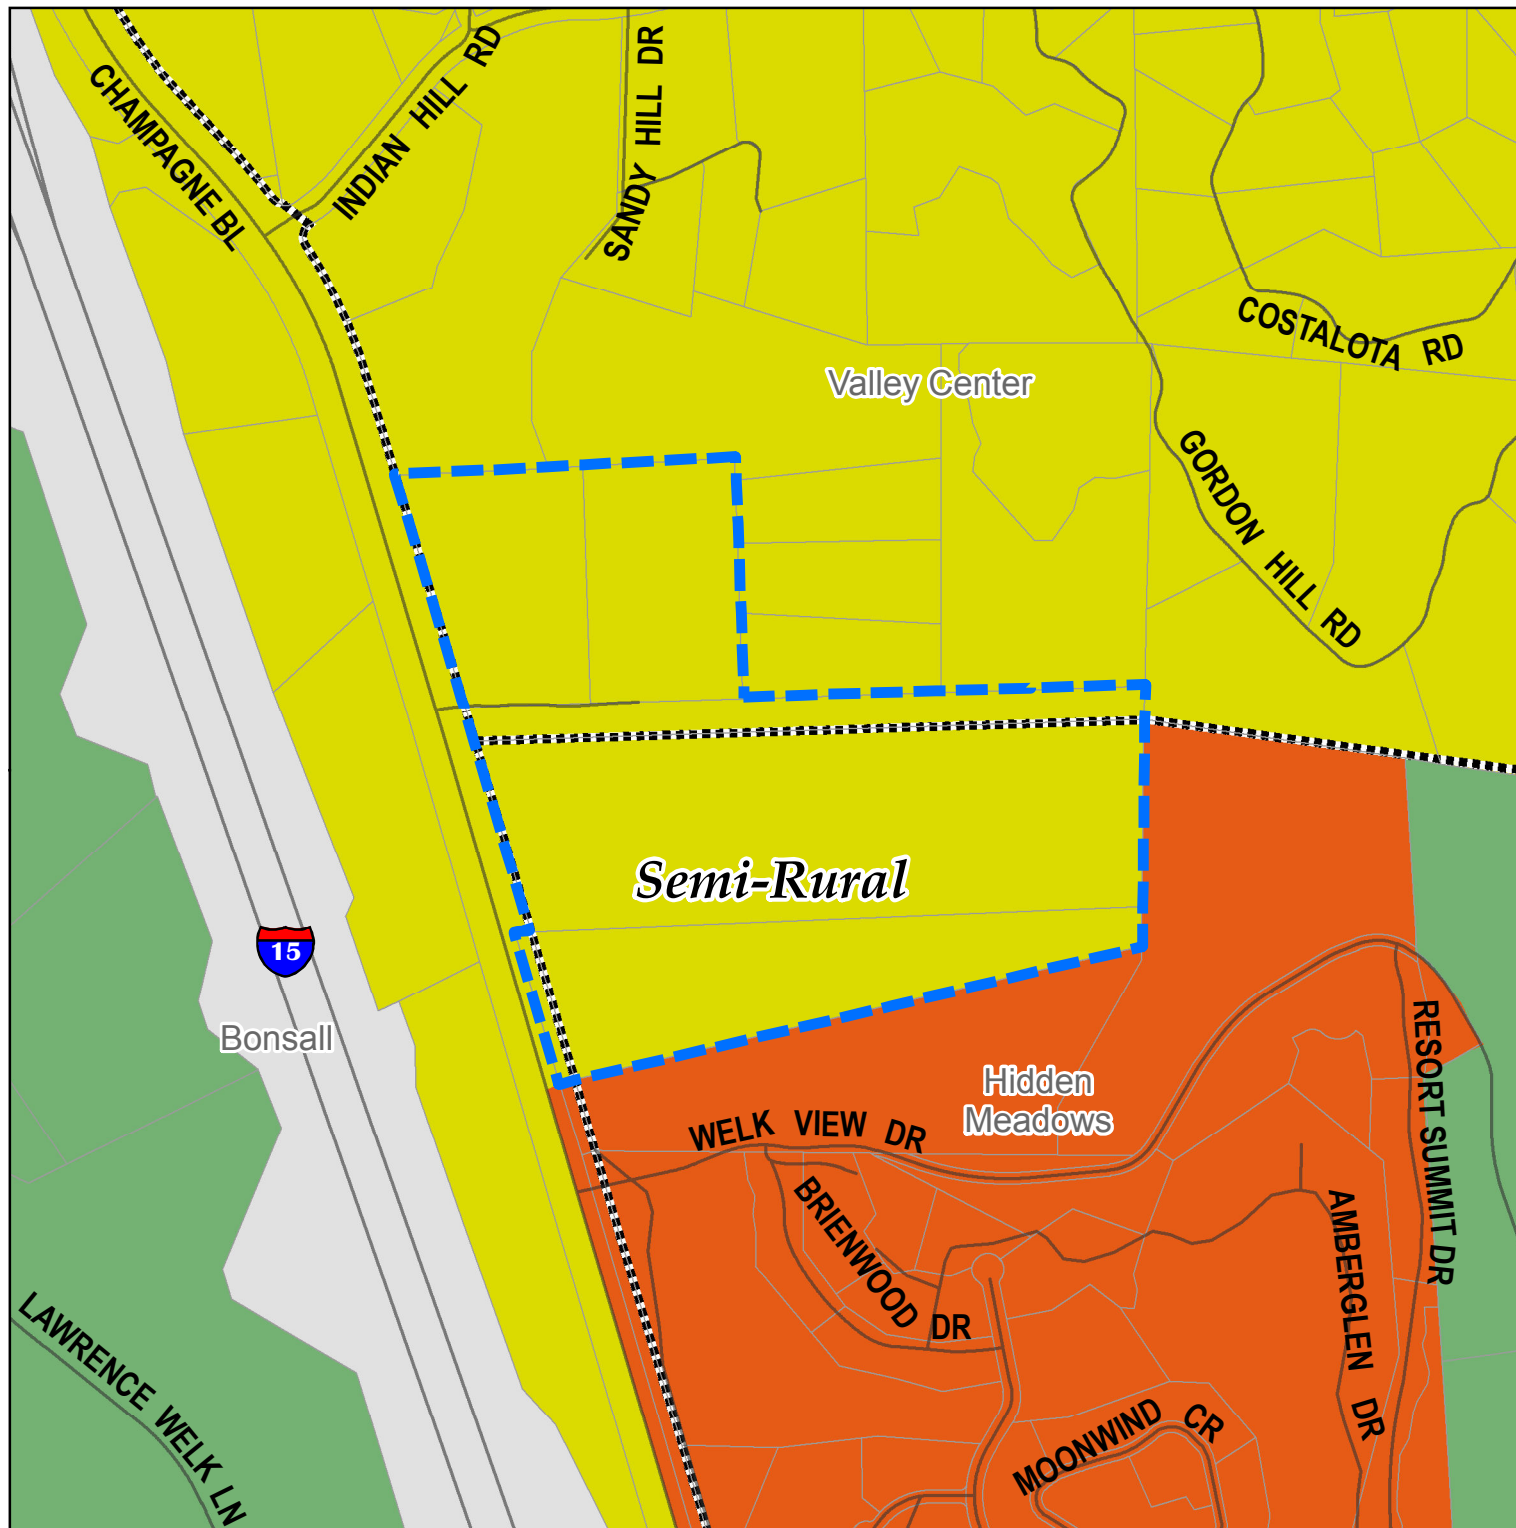 CHAMPAGNE BL
INDIAN HILL RD
SANDY HILL DR
COSTALOTA RD
Valley Center
GORDON HILL RD
Semi-Rural
15
Bonsall
Hidden
Meadows
RESORT SUMMIT DR
WELK VIEW DR
BRIENWOOD DR
AMBERGLEN DR
LAWRENCE WELK LN
MOONWIND CR